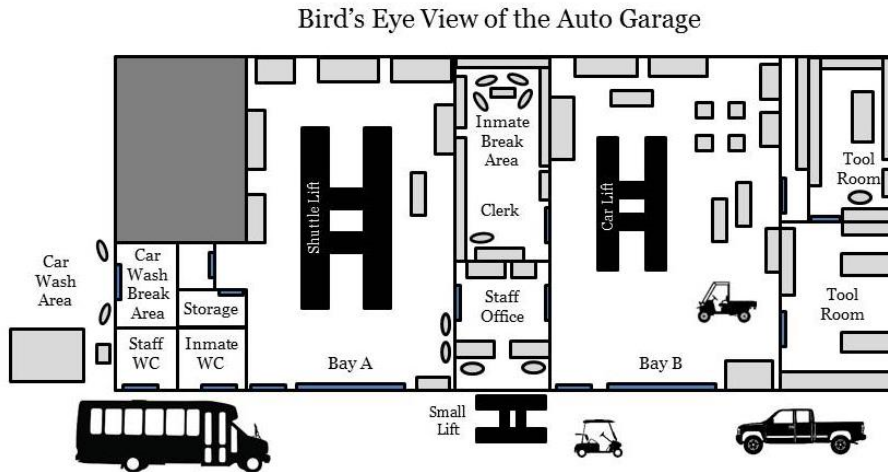 Bird's Eye View of the Auto Garage
Inmate
Break
Area
Tool
Room
Shuttle Lift
Car Lift
Clerk
Car
Wash
Area
Car
Wash
Break
Area
Storage
Staff
Office
Tool
Room
Staff
WC
Inmate
WC
Bay A
Bay B
Small
Lift